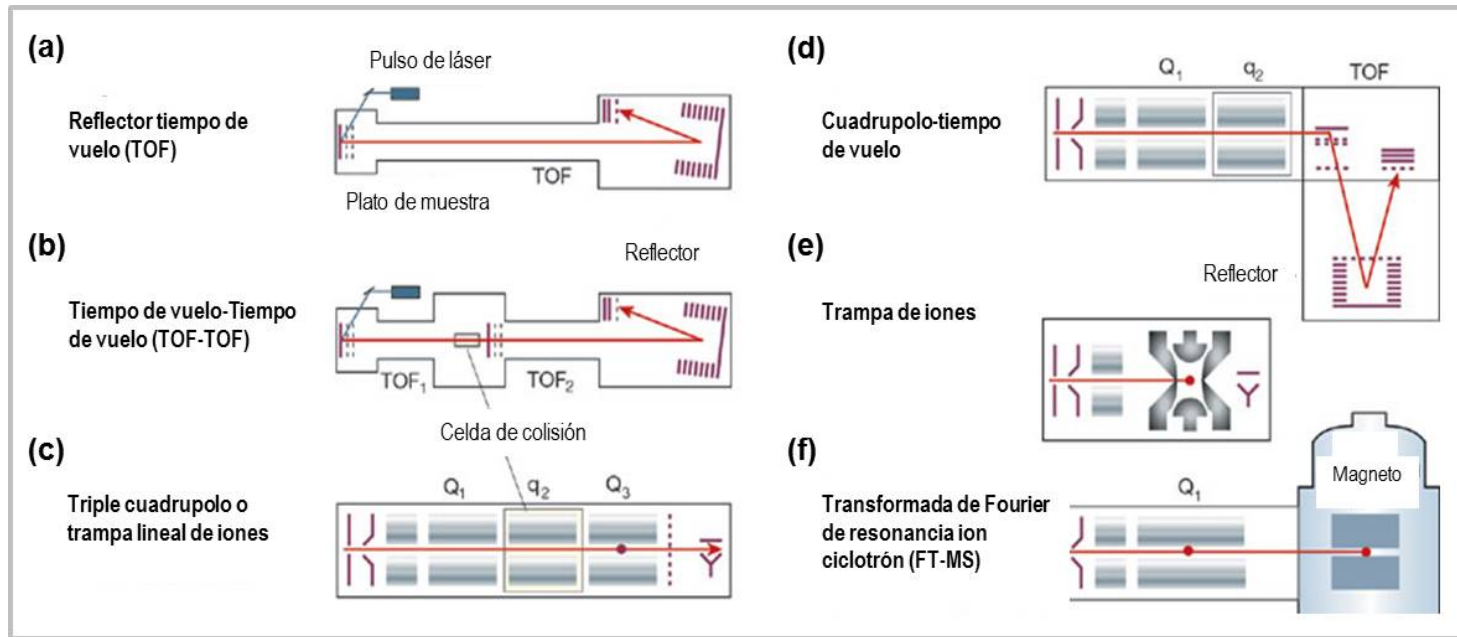 (a)
Pulso de láser
Reflector tiempo de
vuelo (TOF)
TOF
Plato de muestra
(b)
Reflector
Tiempo de vuelo-Tiempo
de vuelo (TOF-TOF)
TOF₁
TOF₂
Celda de colisión
(c)
Q₁ q₂ Q₃
Triple cuadrupolo o
trampa lineal de iones
(d)
Q₁ q₂ TOF
Cuadrupolo-tiempo
de vuelo
(e)
Reflector
Trampa de iones
(f)
Magneto
Q₁
Transformada de Fourier
de resonancia ion
ciclotrón (FT-MS)